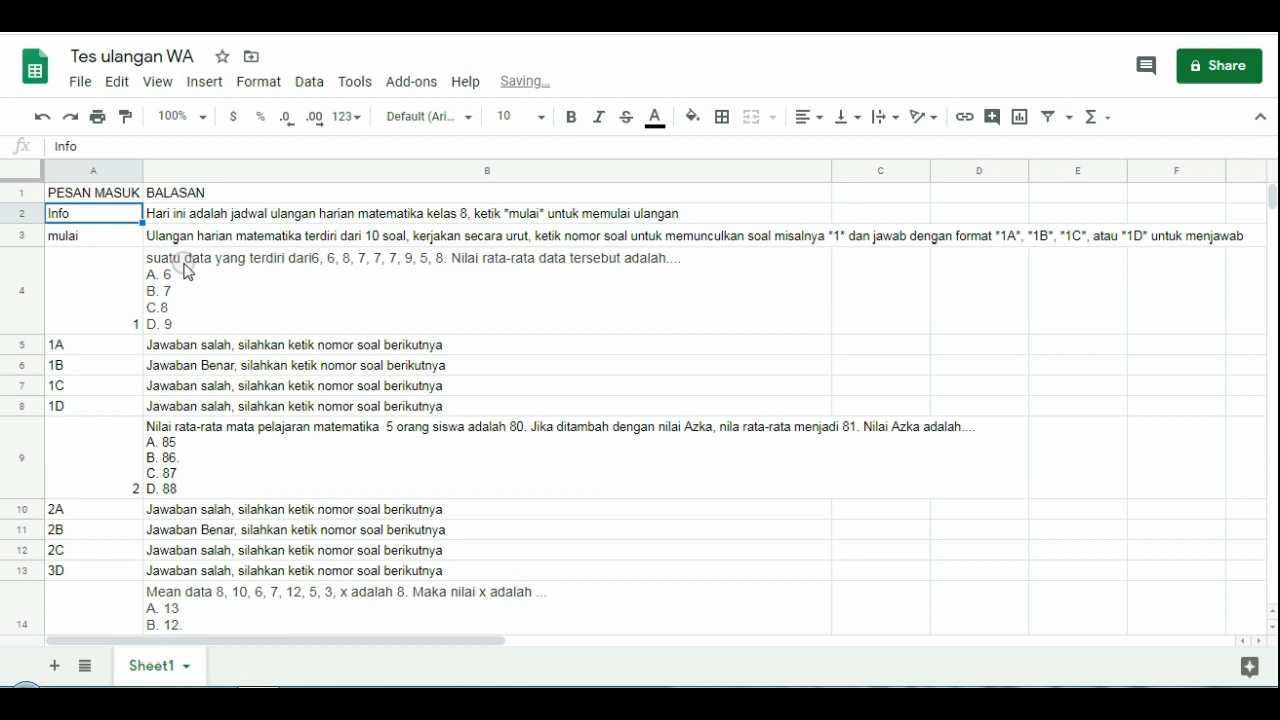 Tes ulangan WA
File Edit View Insert Format Data Tools Add-ons Help Saving...
Share
100% $ % .0 .00 123 Default (Ari... 10 B I S A
fx Info
A B C D E F
1 PESAN MASUK BALASAN
2 Info Hari ini adalah jadwal ulangan harian matematika kelas 8, ketik *mulai* untuk memulai ulangan
3 mulai Ulangan harian matematika terdiri dari 10 soal, kerjakan secara urut, ketik nomor soal untuk memunculkan soal misalnya *1* dan jawab dengan format *1A*, *1B*, *1C*, atau *1D* untuk menjawab
suatu data yang terdiri dari6, 6, 8, 7, 7, 7, 9, 5, 8. Nilai rata-rata data tersebut adalah....
A. 6
4 B. 7
C.8
1 D. 9
5 1A Jawaban salah, silahkan ketik nomor soal berikutnya
6 1B Jawaban Benar, silahkan ketik nomor soal berikutnya
7 1C Jawaban salah, silahkan ketik nomor soal berikutnya
8 1D Jawaban salah, silahkan ketik nomor soal berikutnya
Nilai rata-rata mata pelajaran matematika  5 orang siswa adalah 80. Jika ditambah dengan nilai Azka, nila rata-rata menjadi 81. Nilai Azka adalah....
A. 85
9 B. 86.
C. 87
2 D. 88
10 2A Jawaban salah, silahkan ketik nomor soal berikutnya
11 2B Jawaban Benar, silahkan ketik nomor soal berikutnya
12 2C Jawaban salah, silahkan ketik nomor soal berikutnya
13 3D Jawaban salah, silahkan ketik nomor soal berikutnya
Mean data 8, 10, 6, 7, 12, 5, 3, x adalah 8. Maka nilai x adalah ...
A. 13
14 B. 12.
Sheet1